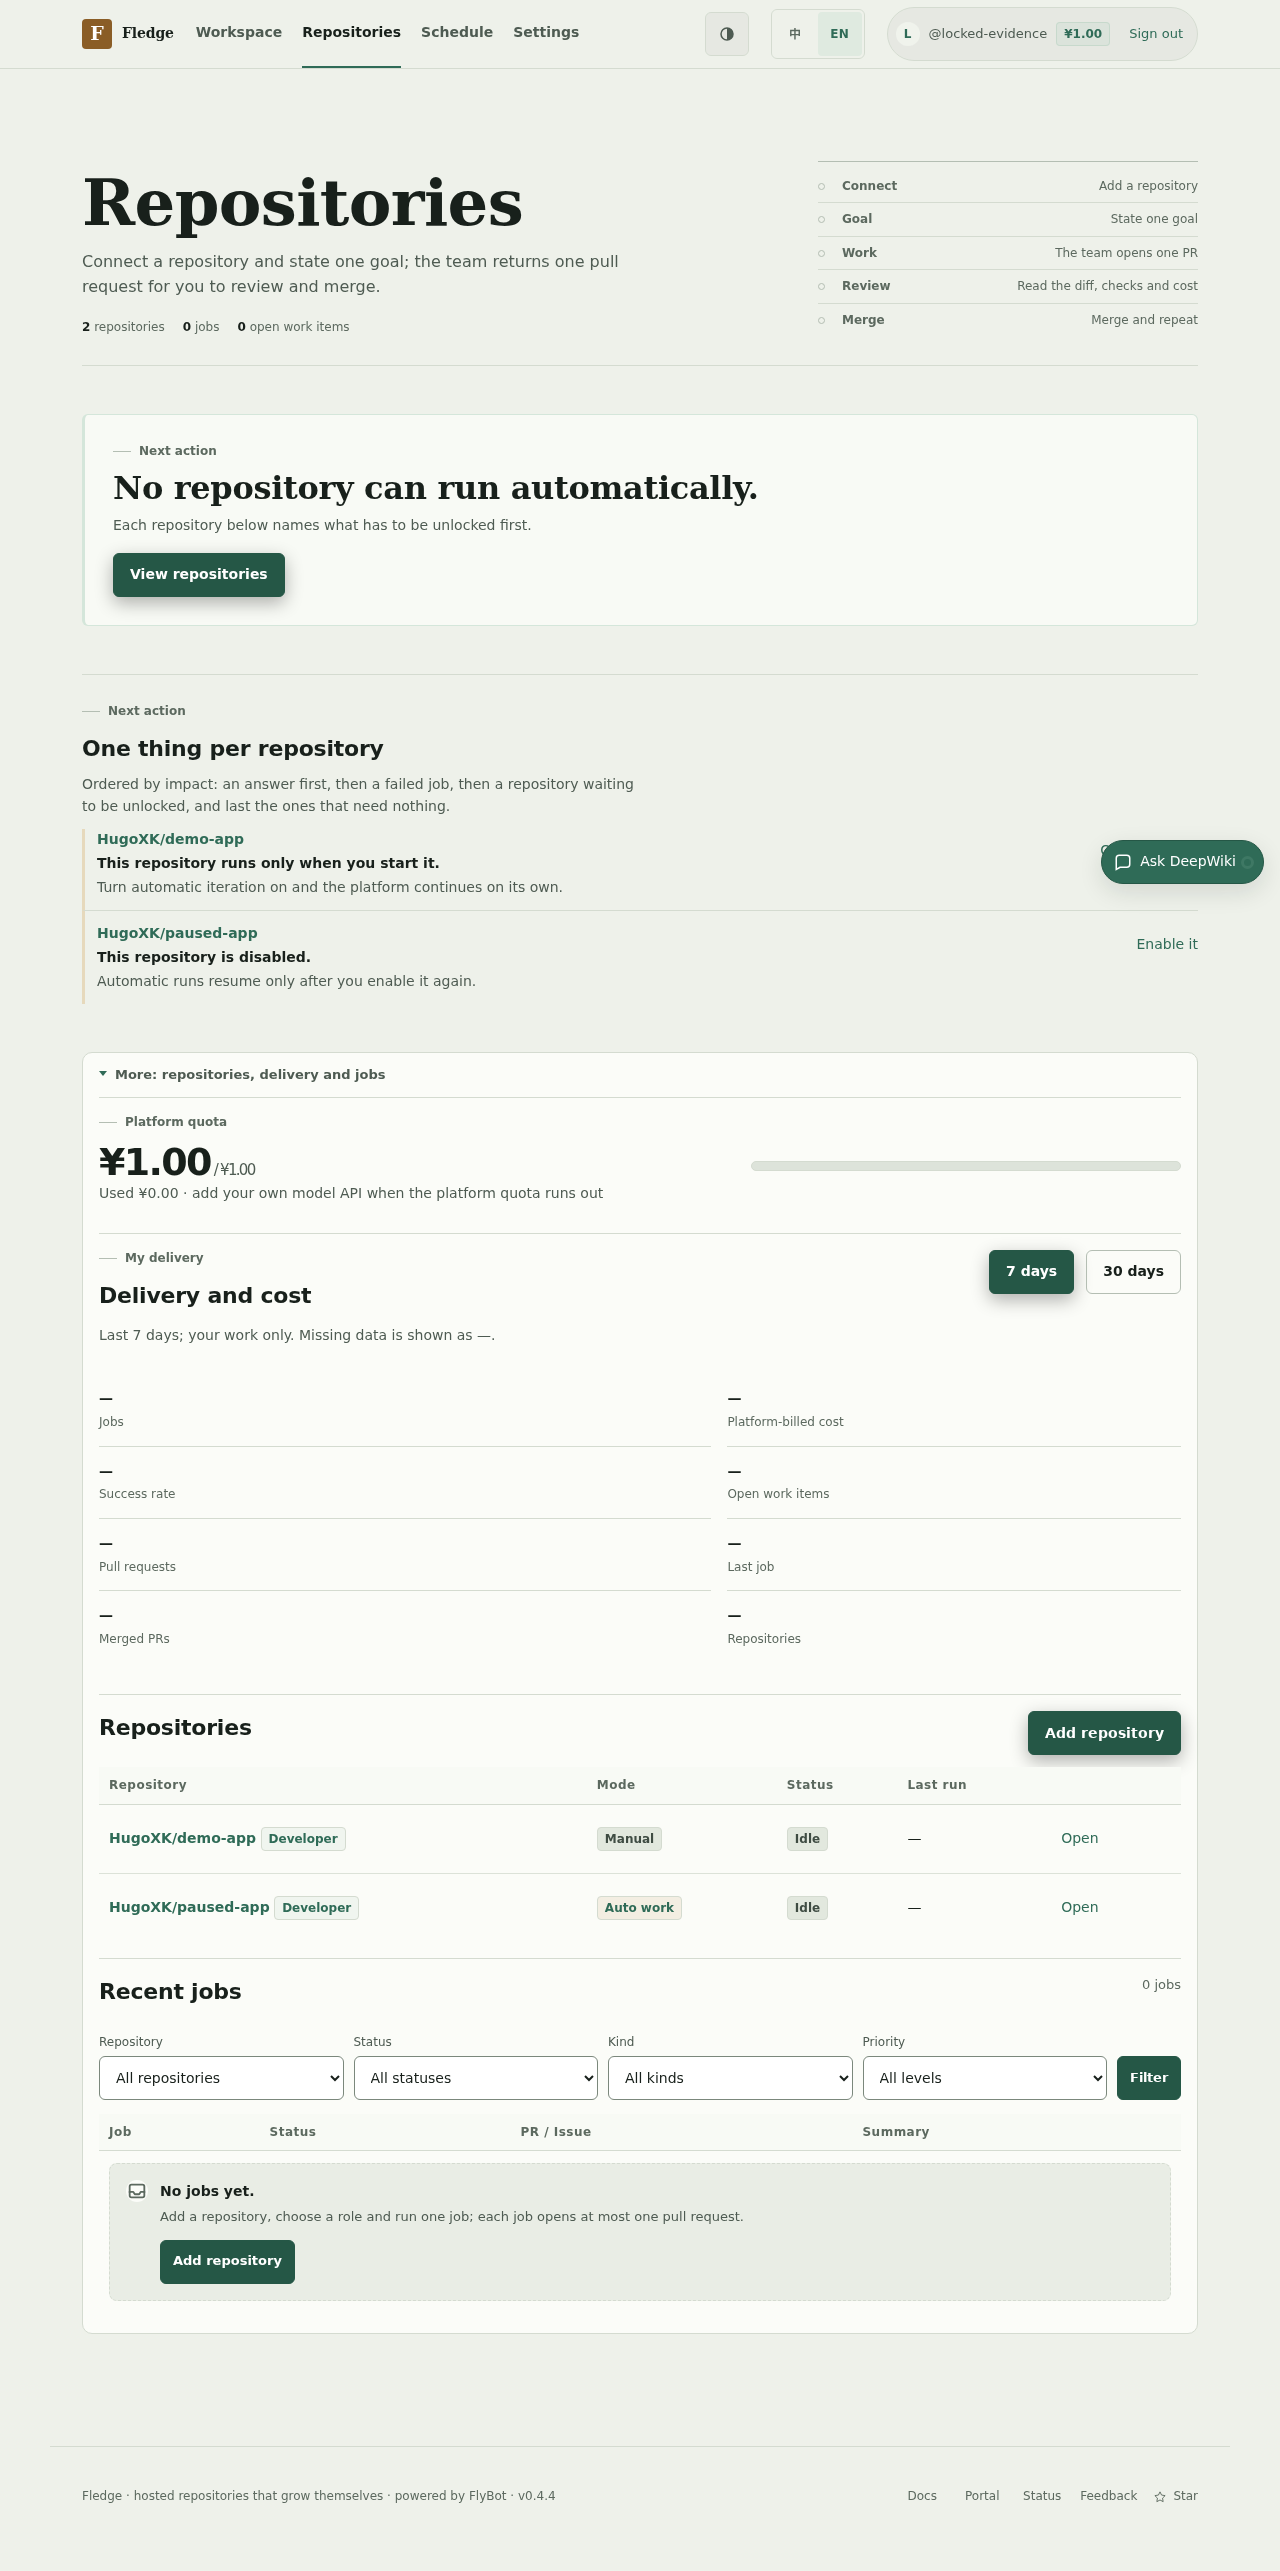 F Fledge Workspace Repositories Schedule Settings 中 EN L @locked-evidence ¥1.00 Sign out
Repositories
Connect a repository and state one goal; the team returns one pull
request for you to review and merge.
2 repositories 0 jobs 0 open work items
Connect Add a repository
Goal State one goal
Work The team opens one PR
Review Read the diff, checks and cost
Merge Merge and repeat
Next action
No repository can run automatically.
Each repository below names what has to be unlocked first.
View repositories
Next action
One thing per repository
Ordered by impact: an answer first, then a failed job, then a repository waiting
to be unlocked, and last the ones that need nothing.
HugoXK/demo-app
This repository runs only when you start it.
Turn automatic iteration on and the platform continues on its own.
Ask DeepWiki
HugoXK/paused-app
This repository is disabled.
Automatic runs resume only after you enable it again.
Enable it
More: repositories, delivery and jobs
Platform quota
¥1.00 / ¥1.00
Used ¥0.00 · add your own model API when the platform quota runs out
My delivery
Delivery and cost
7 days 30 days
Last 7 days; your work only. Missing data is shown as —.
— —
Jobs Platform-billed cost
— —
Success rate Open work items
— —
Pull requests Last job
— —
Merged PRs Repositories
Repositories
Add repository
Repository Mode Status Last run
HugoXK/demo-app Developer Manual Idle — Open
HugoXK/paused-app Developer Auto work Idle — Open
Recent jobs 0 jobs
Repository Status Kind Priority
All repositories All statuses All kinds All levels Filter
Job Status PR / Issue Summary
No jobs yet.
Add a repository, choose a role and run one job; each job opens at most one pull request.
Add repository
Fledge · hosted repositories that grow themselves · powered by FlyBot · v0.4.4 Docs Portal Status Feedback Star